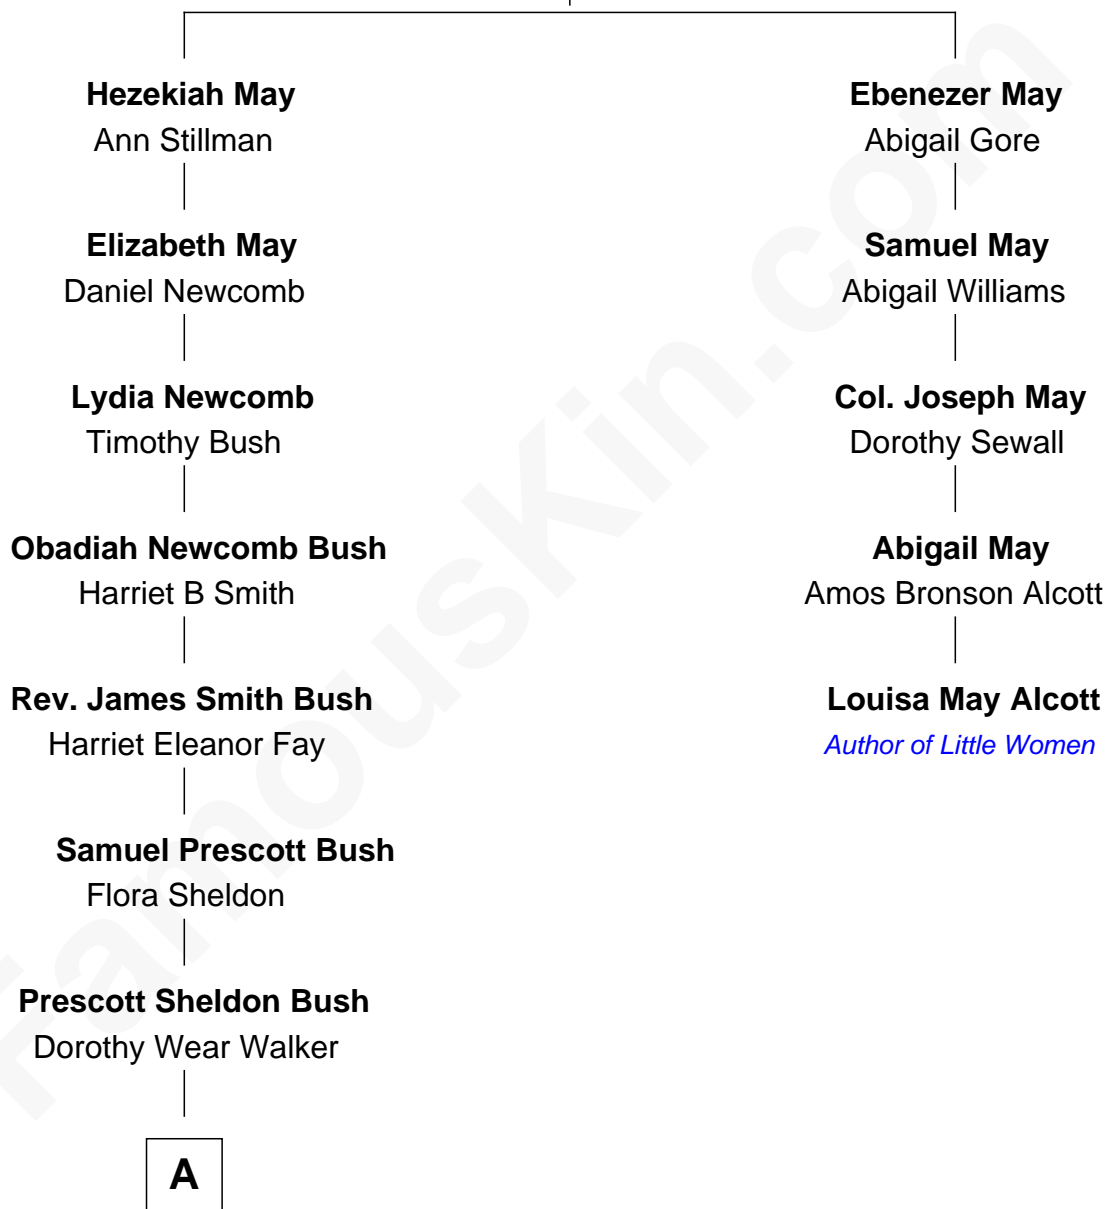 Hezekiah May
Ann Stillman
Ebenezer May
Abigail Gore
Elizabeth May
Daniel Newcomb
Samuel May
Abigail Williams
Lydia Newcomb
Timothy Bush
Col. Joseph May
Dorothy Sewall
Obadiah Newcomb Bush
Harriet B Smith
Abigail May
Amos Bronson Alcott
Rev. James Smith Bush
Harriet Eleanor Fay
Louisa May Alcott
Author of Little Women
Samuel Prescott Bush
Flora Sheldon
Prescott Sheldon Bush
Dorothy Wear Walker
A
FamousKin.com